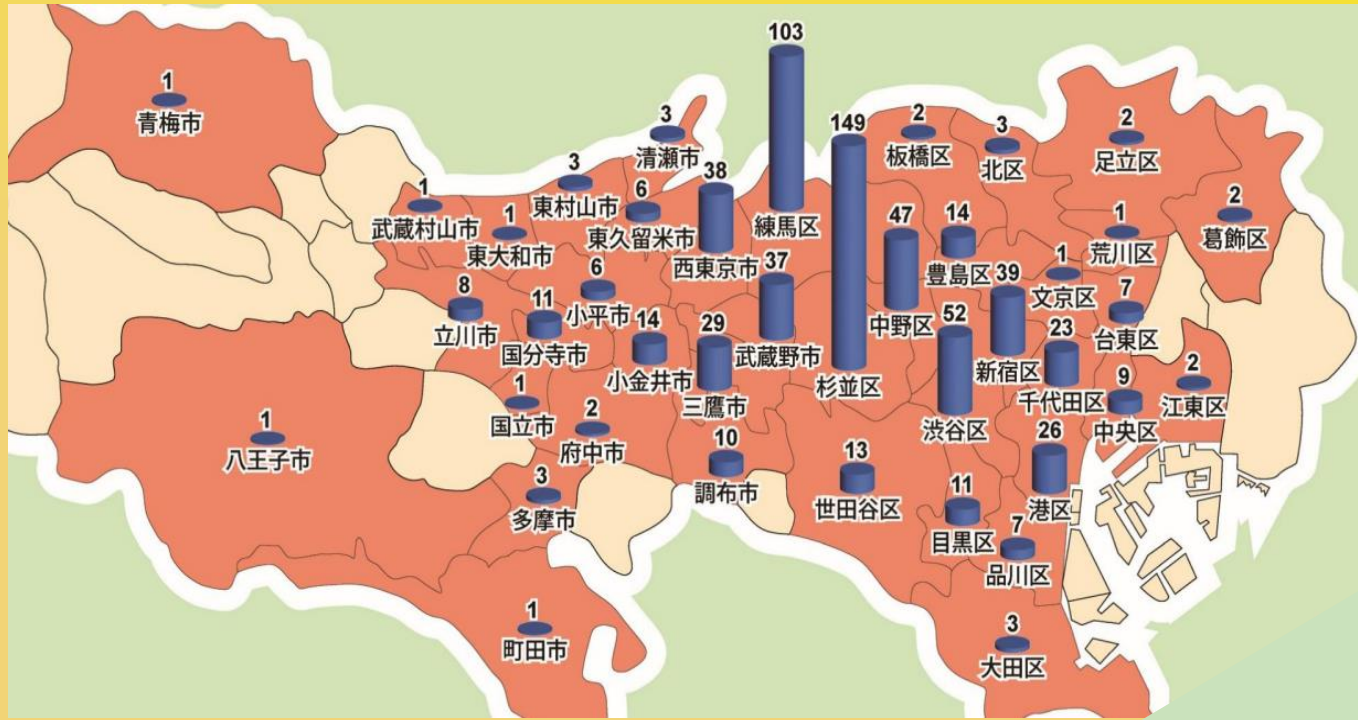 103
練馬区
1
青梅市
3
清瀬市
149
杉並区
2
板橋区
3
北区
2
足立区
3
東村山市
38
西東京市
6
東久留米市
1
武蔵村山市
1
東大和市
47
中野区
14
豊島区
1
荒川区
2
葛飾区
8
立川市
11
国分寺市
6
小平市
37
武蔵野市
39
新宿区
1
文京区
7
台東区
14
小金井市
29
三鷹市
52
渋谷区
23
千代田区
9
中央区
2
江東区
1
国立市
2
府中市
1
八王子市
3
多摩市
10
調布市
13
世田谷区
11
目黒区
26
港区
7
品川区
1
町田市
3
大田区